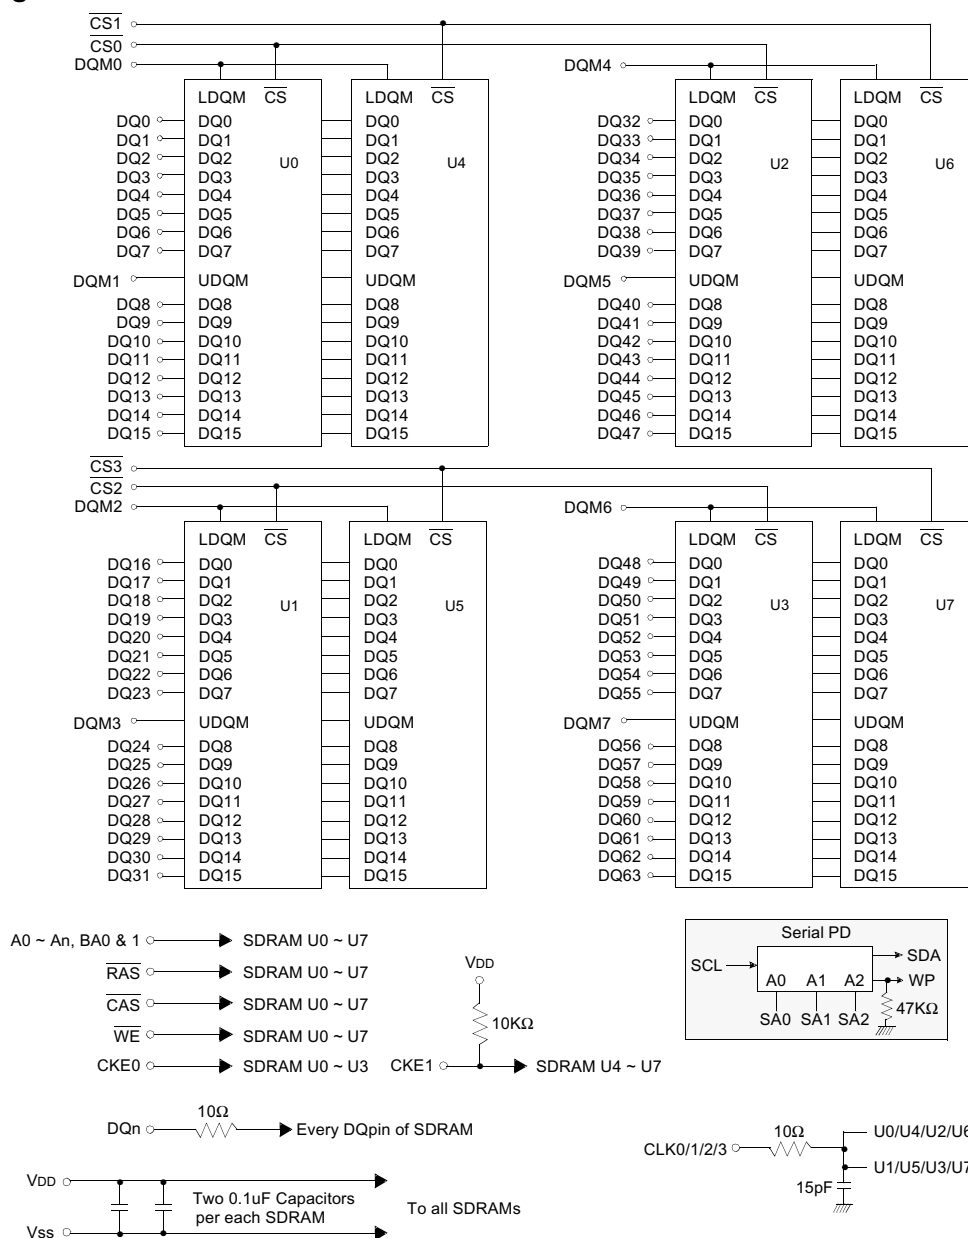 CS1
CS0
DQM0 DQM4
LDQM CS LDQM CS LDQM CS LDQM CS
DQ0 DQ0 DQ0 DQ32 DQ0 DQ0
DQ1 DQ1 DQ1 DQ33 DQ1 DQ1
DQ2 DQ2 U0 DQ2 U4 DQ34 DQ2 U2 DQ2 U6
DQ3 DQ3 DQ3 DQ35 DQ3 DQ3
DQ4 DQ4 DQ4 DQ36 DQ4 DQ4
DQ5 DQ5 DQ5 DQ37 DQ5 DQ5
DQ6 DQ6 DQ6 DQ38 DQ6 DQ6
DQ7 DQ7 DQ7 DQ39 DQ7 DQ7
DQM1 UDQM UDQM DQM5 UDQM UDQM
DQ8 DQ8 DQ8 DQ40 DQ8 DQ8
DQ9 DQ9 DQ9 DQ41 DQ9 DQ9
DQ10 DQ10 DQ10 DQ42 DQ10 DQ10
DQ11 DQ11 DQ11 DQ43 DQ11 DQ11
DQ12 DQ12 DQ12 DQ44 DQ12 DQ12
DQ13 DQ13 DQ13 DQ45 DQ13 DQ13
DQ14 DQ14 DQ14 DQ46 DQ14 DQ14
DQ15 DQ15 DQ15 DQ47 DQ15 DQ15
CS3
CS2
DQM2 DQM6
LDQM CS LDQM CS LDQM CS LDQM CS
DQ16 DQ0 DQ0 DQ48 DQ0 DQ0
DQ17 DQ1 DQ1 DQ49 DQ1 DQ1
DQ18 DQ2 U1 DQ2 U5 DQ50 DQ2 U3 DQ2 U7
DQ19 DQ3 DQ3 DQ51 DQ3 DQ3
DQ20 DQ4 DQ4 DQ52 DQ4 DQ4
DQ21 DQ5 DQ5 DQ53 DQ5 DQ5
DQ22 DQ6 DQ6 DQ54 DQ6 DQ6
DQ23 DQ7 DQ7 DQ55 DQ7 DQ7
DQM3 UDQM UDQM DQM7 UDQM UDQM
DQ24 DQ8 DQ8 DQ56 DQ8 DQ8
DQ25 DQ9 DQ9 DQ57 DQ9 DQ9
DQ26 DQ10 DQ10 DQ58 DQ10 DQ10
DQ27 DQ11 DQ11 DQ59 DQ11 DQ11
DQ28 DQ12 DQ12 DQ60 DQ12 DQ12
DQ29 DQ13 DQ13 DQ61 DQ13 DQ13
DQ30 DQ14 DQ14 DQ62 DQ14 DQ14
DQ31 DQ15 DQ15 DQ63 DQ15 DQ15
A0 ~ An, BA0 & 1 SDRAM U0 ~ U7
RAS SDRAM U0 ~ U7
CAS SDRAM U0 ~ U7
WE SDRAM U0 ~ U7
CKE0 SDRAM U0 ~ U3
VDD
10KΩ
CKE1 SDRAM U4 ~ U7
Serial PD
SCL SDA
A0 A1 A2 WP
SA0 SA1 SA2 47KΩ
10Ω
DQn Every DQpin of SDRAM
10Ω
CLK0/1/2/3 U0/U4/U2/U6
U1/U5/U3/U7
15pF
VDD
Two 0.1uF Capacitors
per each SDRAM
To all SDRAMs
Vss